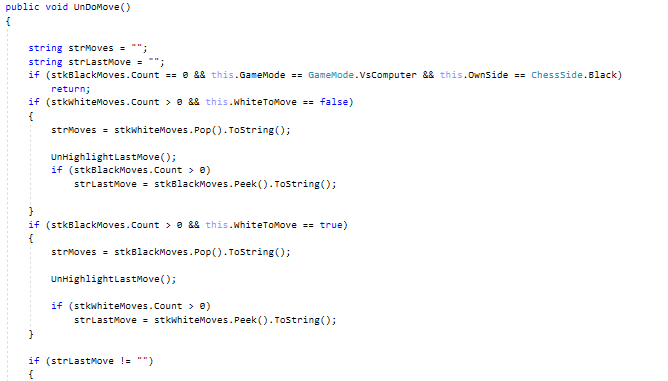 public void UnDoMove()
{
string strMoves = "";
string strLastMove = "";
if (stkBlackMoves.Count == 0 && this.GameMode == GameMode.VsComputer && this.OwnSide == ChessSide.Black)
return;
if (stkWhiteMoves.Count > 0 && this.WhiteToMove == false)
{
strMoves = stkWhiteMoves.Pop().ToString();
UnHighlightLastMove();
if (stkBlackMoves.Count > 0)
strLastMove = stkBlackMoves.Peek().ToString();
}
if (stkBlackMoves.Count > 0 && this.WhiteToMove == true)
{
strMoves = stkBlackMoves.Pop().ToString();
UnHighlightLastMove();
if (stkWhiteMoves.Count > 0)
strLastMove = stkWhiteMoves.Peek().ToString();
}
if (strLastMove != "")
{